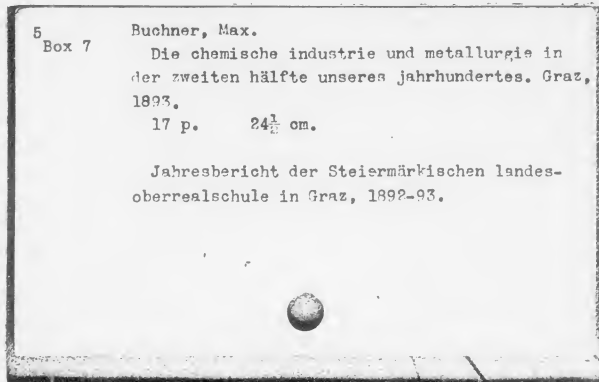 5
Box 7
Buchner, Max.
Die chemische industrie und metallurgie in
der zweiten hälfte unseres jahrhundertes. Graz,
1893.
17 p. 24½ cm.
Jahresbericht der Steiermärkischen landes-
oberrealschule in Graz, 1892-93.